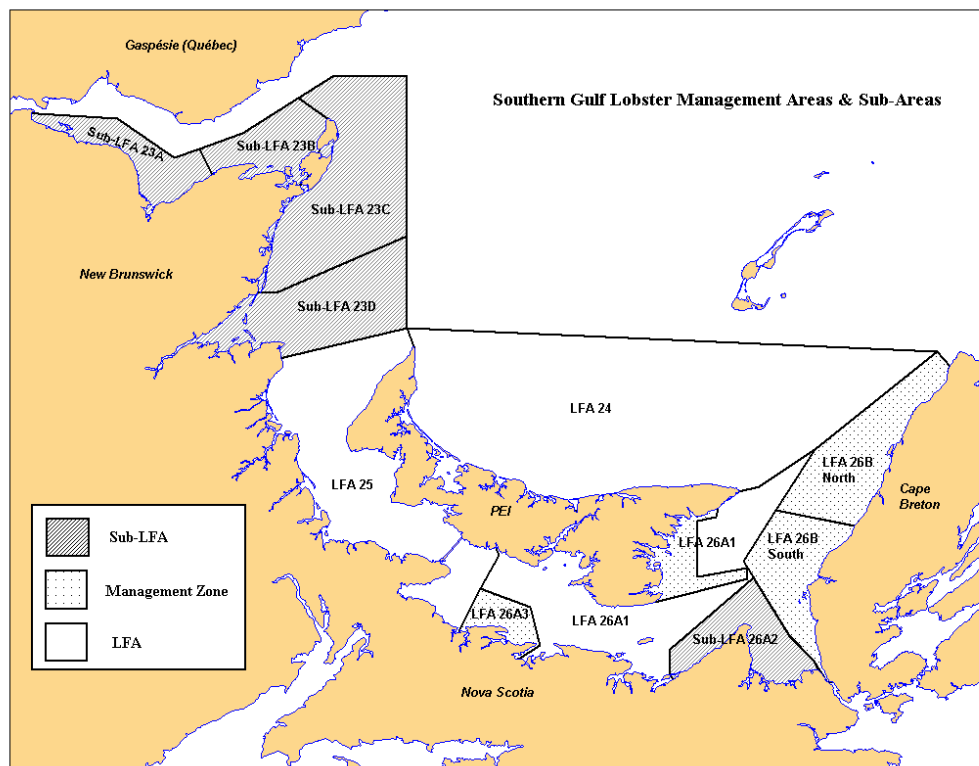 Gaspésie (Québec)
Southern Gulf Lobster Management Areas & Sub-Areas
Sub-LFA 23A
Sub-LFA 23B
Sub-LFA 23C
New Brunswick
Sub-LFA 23D
LFA 24
LFA 26B
North
LFA 25
Cape
Breton
PEI
LFA 26A1
LFA 26B
South
Sub-LFA
Management Zone
LFA
LFA 26A3
LFA 26A1
Sub-LFA 26A2
Nova Scotia